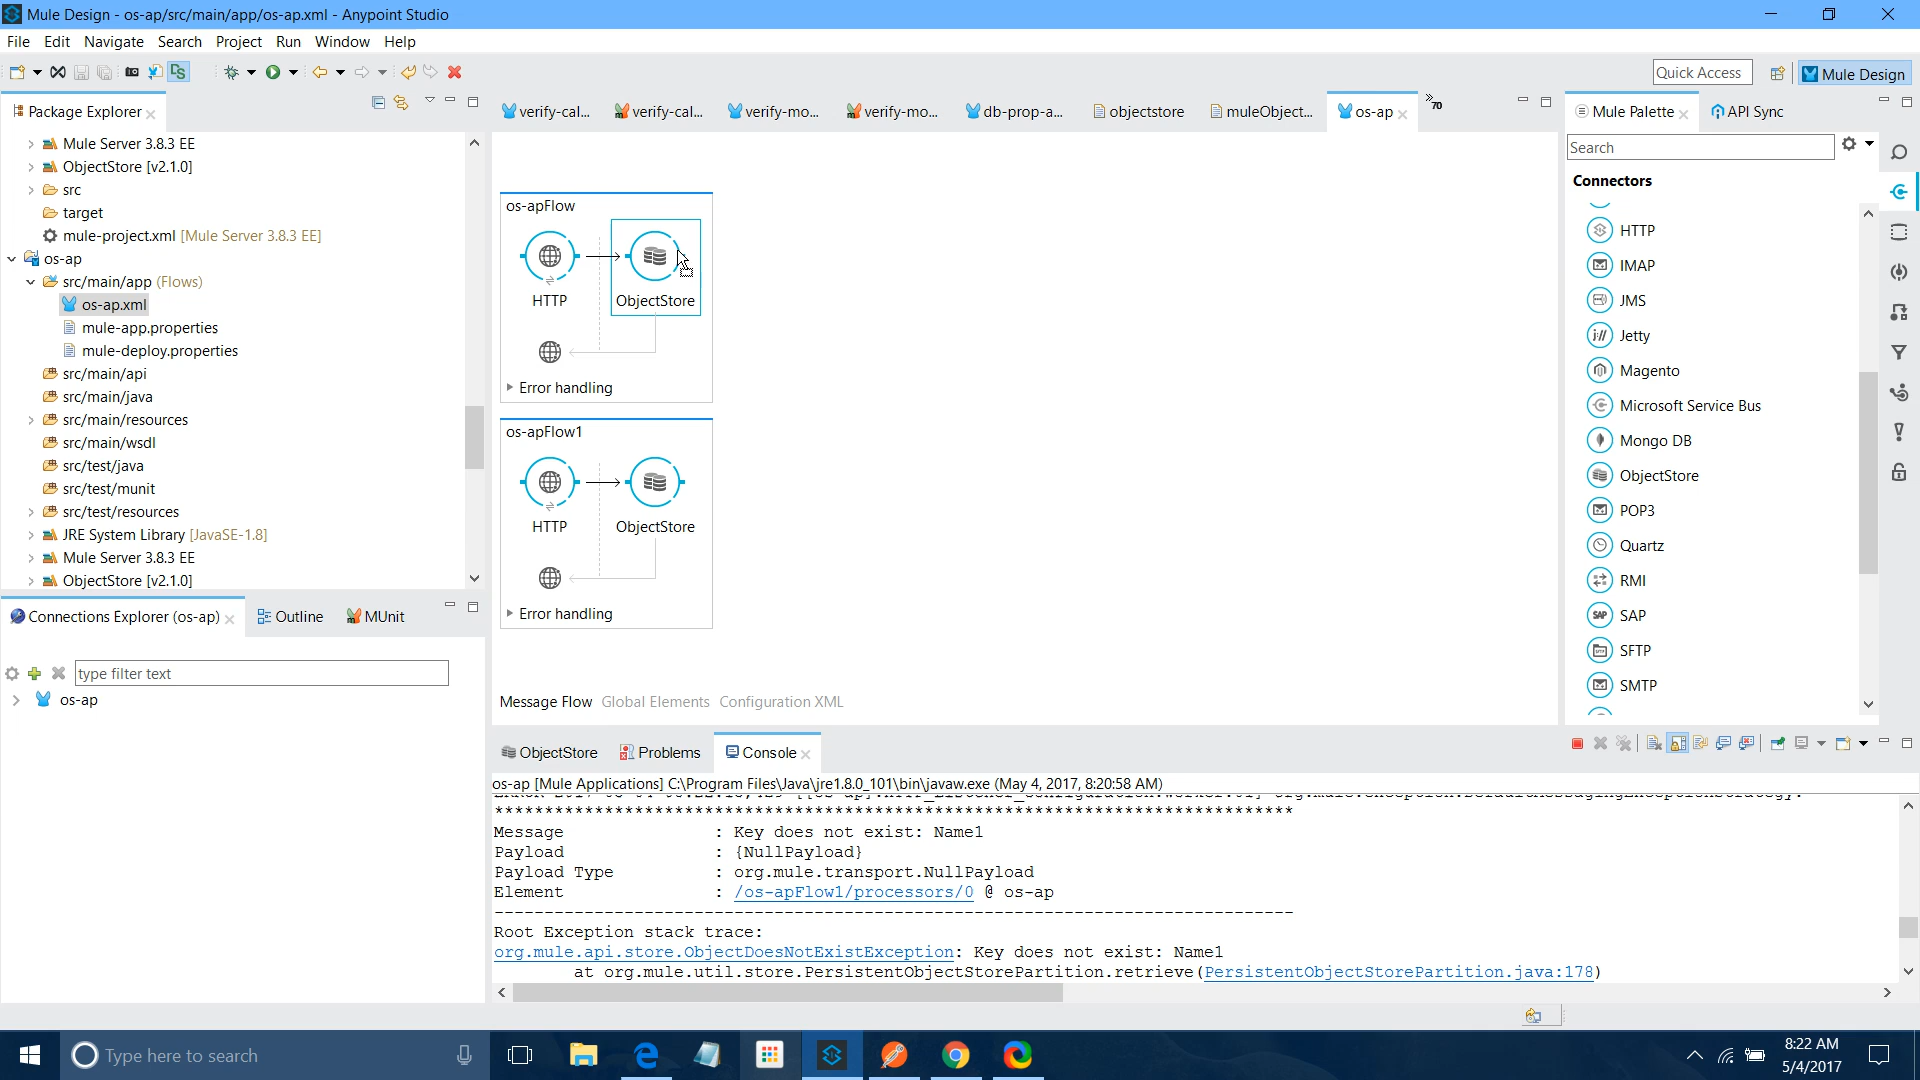 Mule Design - os-ap/src/main/app/os-ap.xml - Anypoint Studio
File Edit Navigate Search Project Run Window Help
Quick Access
Mule Design
Package Explorer
verify-cal...
verify-cal...
verify-mo...
verify-mo...
db-prop-a...
objectstore
muleObject...
os-ap
»70
Mule Palette
API Sync
Mule Server 3.8.3 EE
ObjectStore [v2.1.0]
src
target
mule-project.xml [Mule Server 3.8.3 EE]
os-ap
src/main/app (Flows)
os-ap.xml
mule-app.properties
mule-deploy.properties
src/main/api
src/main/java
src/main/resources
src/main/wsdl
src/test/java
src/test/munit
src/test/resources
JRE System Library [JavaSE-1.8]
Mule Server 3.8.3 EE
ObjectStore [v2.1.0]
Connections Explorer (os-ap)
Outline
MUnit
type filter text
os-ap
os-apFlow
HTTP
ObjectStore
Error handling
os-apFlow1
HTTP
ObjectStore
Error handling
Message Flow Global Elements Configuration XML
Search
Connectors
HTTP
IMAP
JMS
Jetty
Magento
Microsoft Service Bus
Mongo DB
ObjectStore
POP3
Quartz
RMI
SAP
SFTP
SMTP
ObjectStore
Problems
Console
os-ap [Mule Applications] C:\Program Files\Java\jre1.8.0_101\bin\javaw.exe (May 4, 2017, 8:20:58 AM)
********************************************************************************
Message : Key does not exist: Name1
Payload : {NullPayload}
Payload Type : org.mule.transport.NullPayload
Element : /os-apFlow1/processors/0 @ os-ap
--------------------------------------------------------------------------------
Root Exception stack trace:
org.mule.api.store.ObjectDoesNotExistException: Key does not exist: Name1
at org.mule.util.store.PersistentObjectStorePartition.retrieve(PersistentObjectStorePartition.java:178)
Type here to search
8:22 AM
5/4/2017